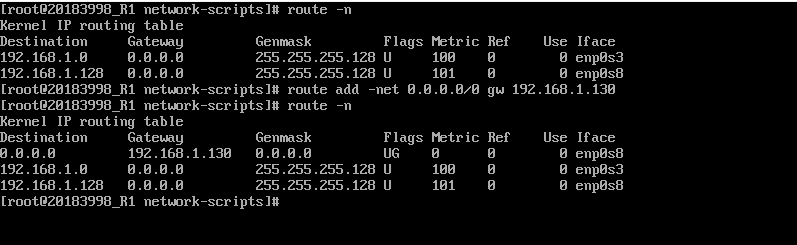 [root@20183998_R1 network-scripts]# route -n
Kernel IP routing table
Destination     Gateway         Genmask         Flags Metric Ref    Use Iface
192.168.1.0     0.0.0.0         255.255.255.128 U     100    0        0 enp0s3
192.168.1.128   0.0.0.0         255.255.255.128 U     101    0        0 enp0s8
[root@20183998_R1 network-scripts]# route add -net 0.0.0.0/0 gw 192.168.1.130
[root@20183998_R1 network-scripts]# route -n
Kernel IP routing table
Destination     Gateway         Genmask         Flags Metric Ref    Use Iface
0.0.0.0         192.168.1.130   0.0.0.0         UG    0      0        0 enp0s8
192.168.1.0     0.0.0.0         255.255.255.128 U     100    0        0 enp0s3
192.168.1.128   0.0.0.0         255.255.255.128 U     101    0        0 enp0s8
[root@20183998_R1 network-scripts]#